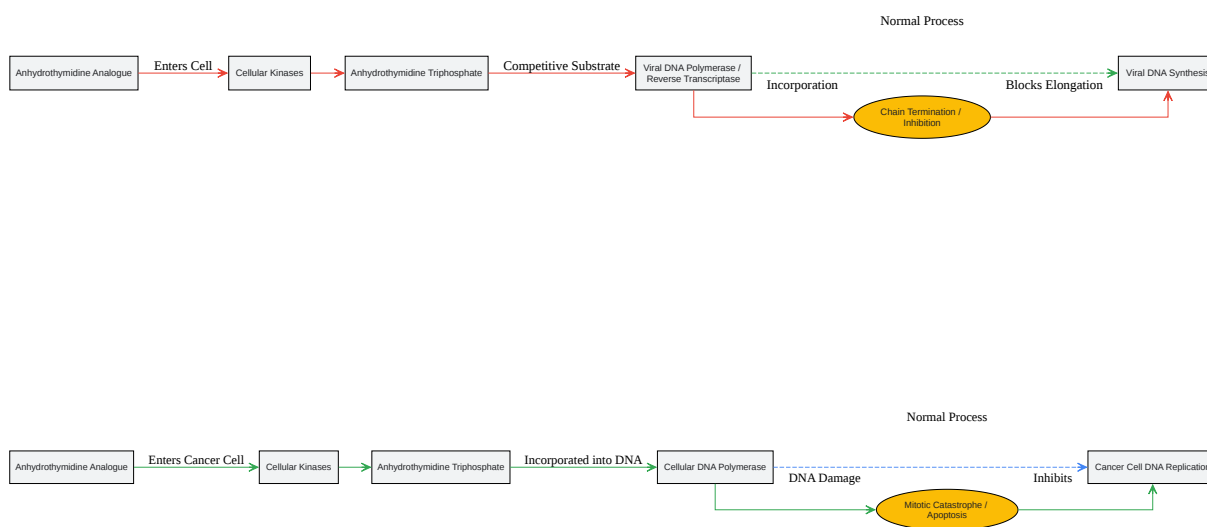 Normal Process
Anhydrothymidine Analogue
Enters Cell
Cellular Kinases
Anhydrothymidine Triphosphate
Competitive Substrate
Viral DNA Polymerase /
Reverse Transcriptase
Incorporation
Blocks Elongation
Viral DNA Synthesis
Chain Termination /
Inhibition
Normal Process
Anhydrothymidine Analogue
Enters Cancer Cell
Cellular Kinases
Anhydrothymidine Triphosphate
Incorporated into DNA
Cellular DNA Polymerase
DNA Damage
Inhibits
Cancer Cell DNA Replication
Mitotic Catastrophe /
Apoptosis